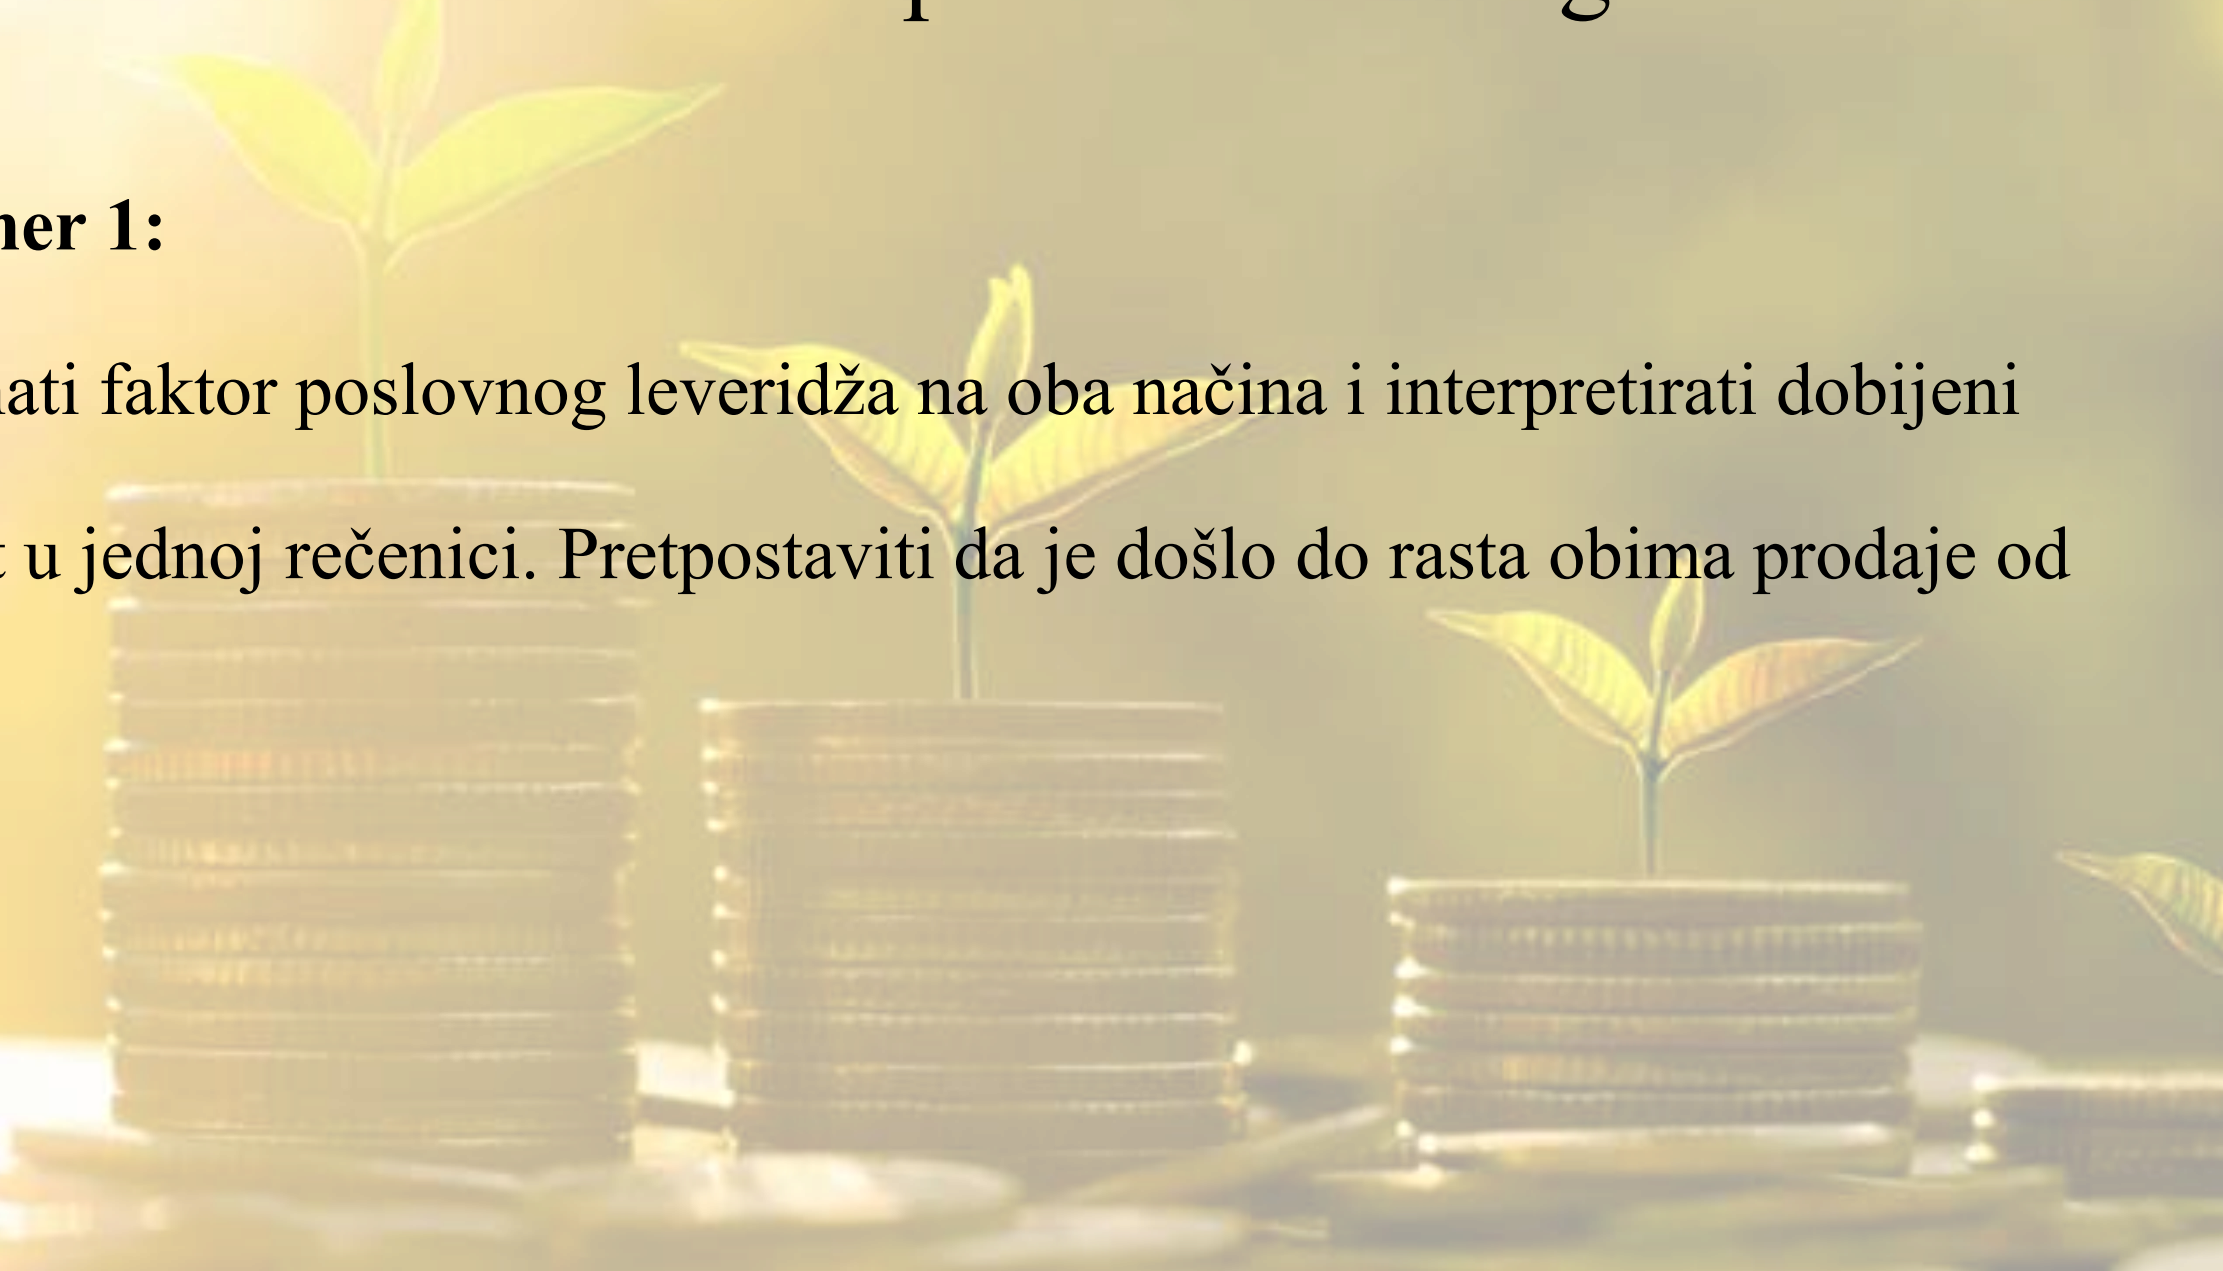 ner 1:
ati faktor poslovnog leveridža na oba načina i interpretirati dobijeni
t u jednoj rečenici. Pretpostaviti da je došlo do rasta obima prodaje od